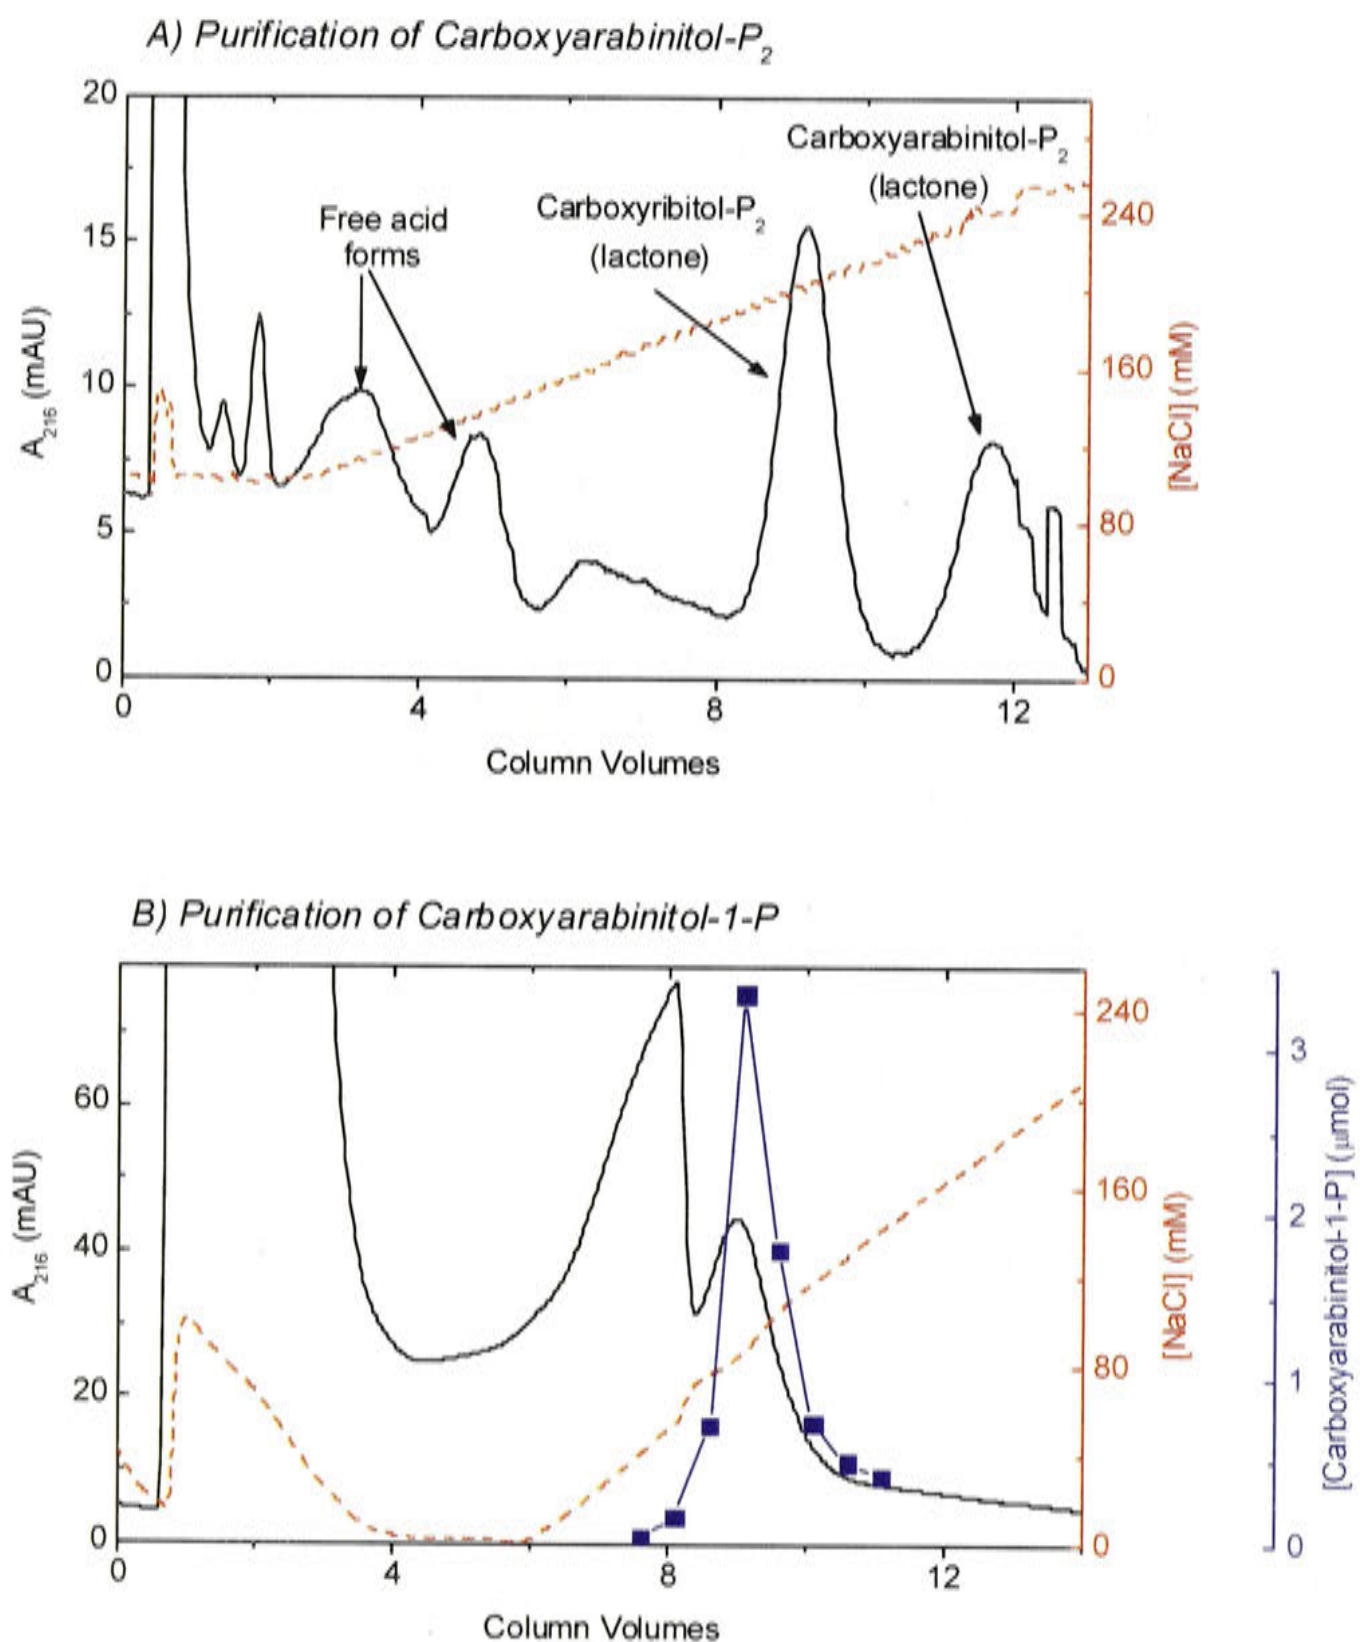 A) Purification of Carboxyarabinitol-P2
20
15
10
5
0
A216 (mAU)
Free acid
forms
Carboxyribitol-P2
(lactone)
Carboxyarabinitol-P2
(lactone)
240
160
80
0
[NaCl] (mM)
0 4 8 12
Column Volumes
B) Purification of Carboxyarabinitol-1-P
60
40
20
0
A216 (mAU)
240
160
80
0
[NaCl] (mM)
3
2
1
0
[Carboxyarabinitol-1-P] (μmol)
0 4 8 12
Column Volumes